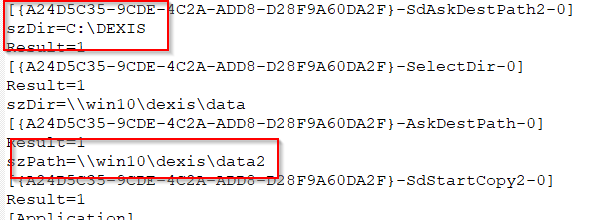 [{A24D5C35-9CDE-4C2A-ADD8-D28F9A60DA2F}-SdAskDestPath2-0]
szDir=C:\DEXIS
Result=1
[{A24D5C35-9CDE-4C2A-ADD8-D28F9A60DA2F}-SelectDir-0]
Result=1
szDir=\\win10\dexis\data
[{A24D5C35-9CDE-4C2A-ADD8-D28F9A60DA2F}-AskDestPath-0]
Result=1
szPath=\\win10\dexis\data2
[{A24D5C35-9CDE-4C2A-ADD8-D28F9A60DA2F}-SdStartCopy2-0]
Result=1
[Application]